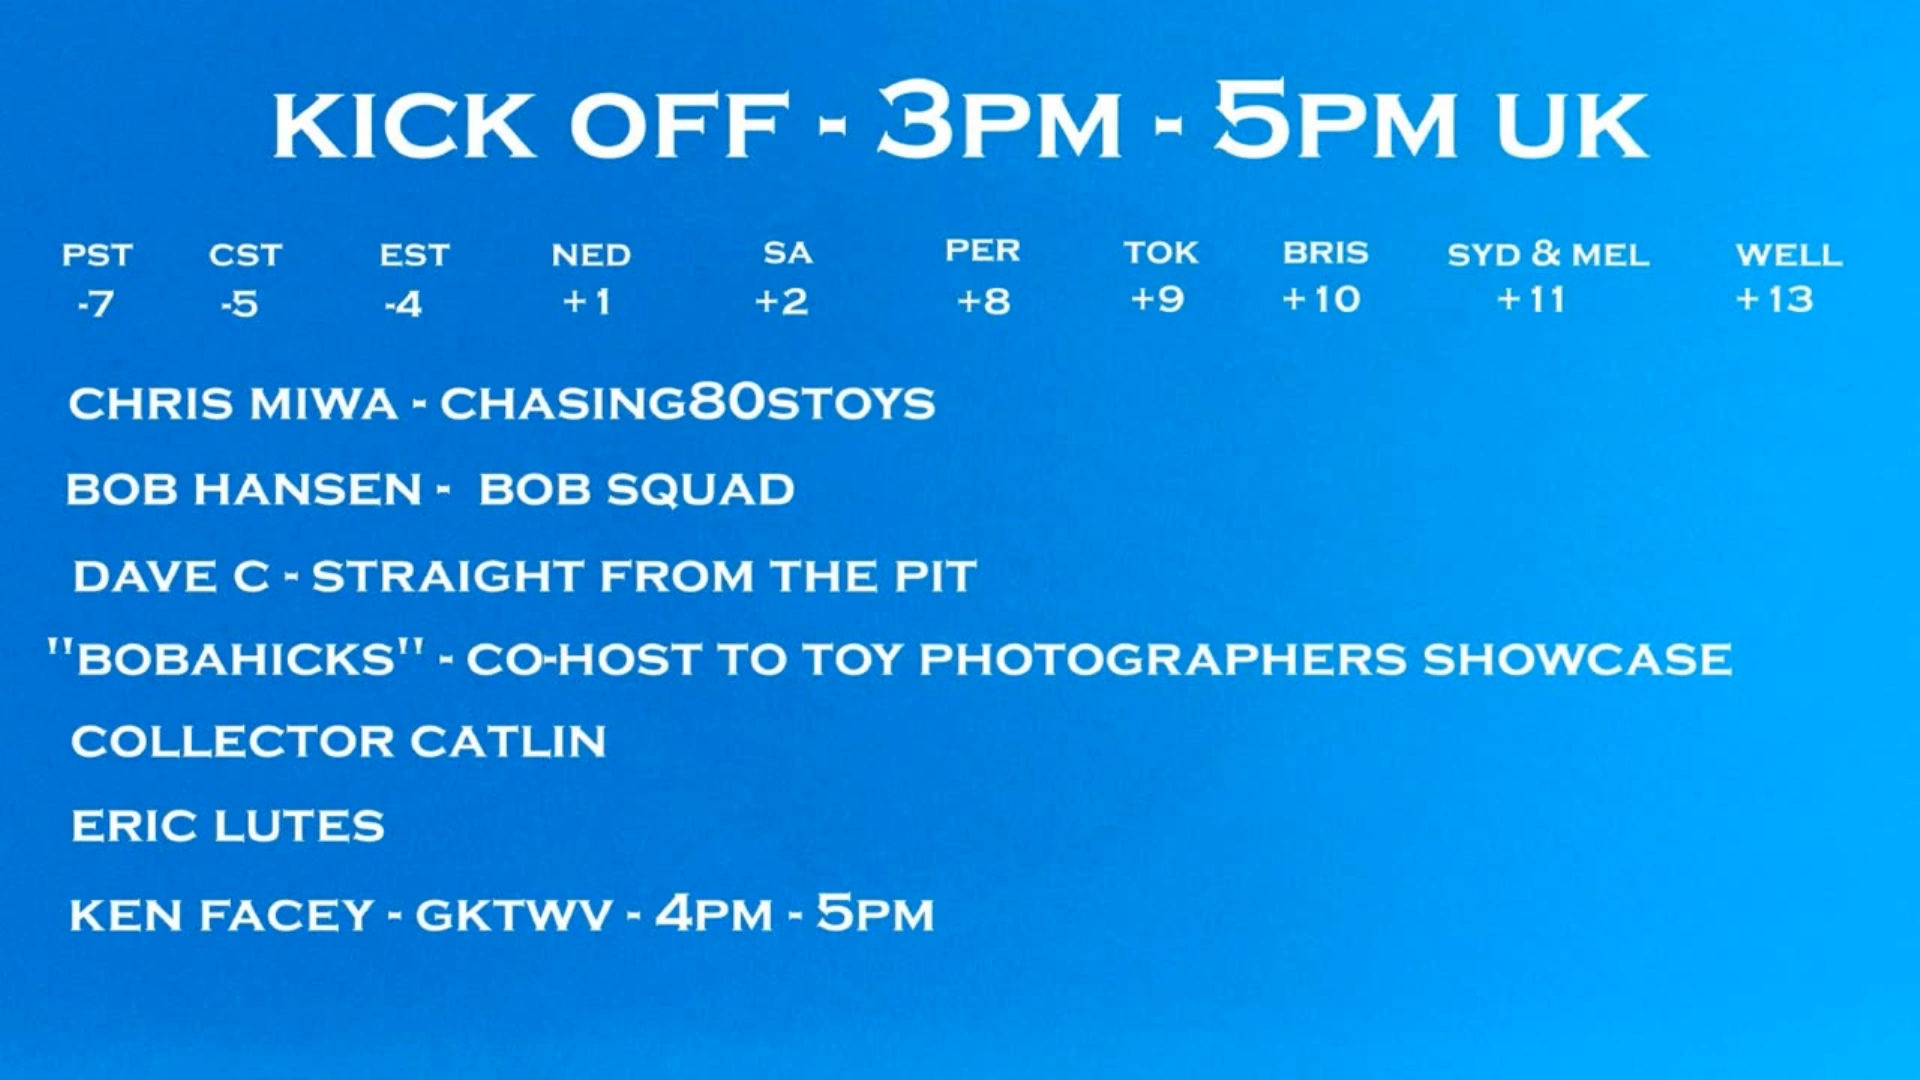 KICK OFF - 3PM - 5PM UK
PST CST EST NED SA PER TOK BRIS SYD & MEL WELL
-7 -5 -4 +1 +2 +8 +9 +10 +11 +13
CHRIS MIWA - CHASING80STOYS
BOB HANSEN - BOB SQUAD
DAVE C - STRAIGHT FROM THE PIT
"BOBAHICKS" - CO-HOST TO TOY PHOTOGRAPHERS SHOWCASE
COLLECTOR CATLIN
ERIC LUTES
KEN FACEY - GKTWV - 4PM - 5PM